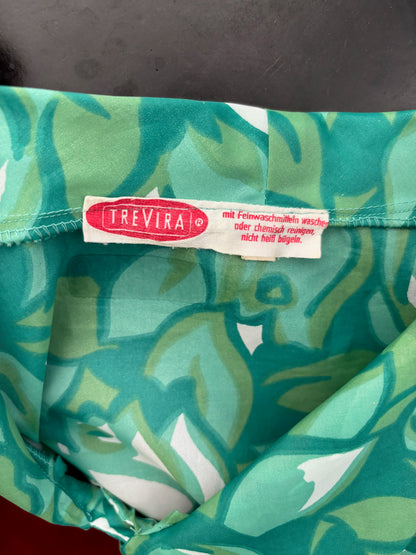 TREVIRA ®
mit Feinwaschmitteln waschen
oder chemisch reinigen,
nicht heiß bügeln.